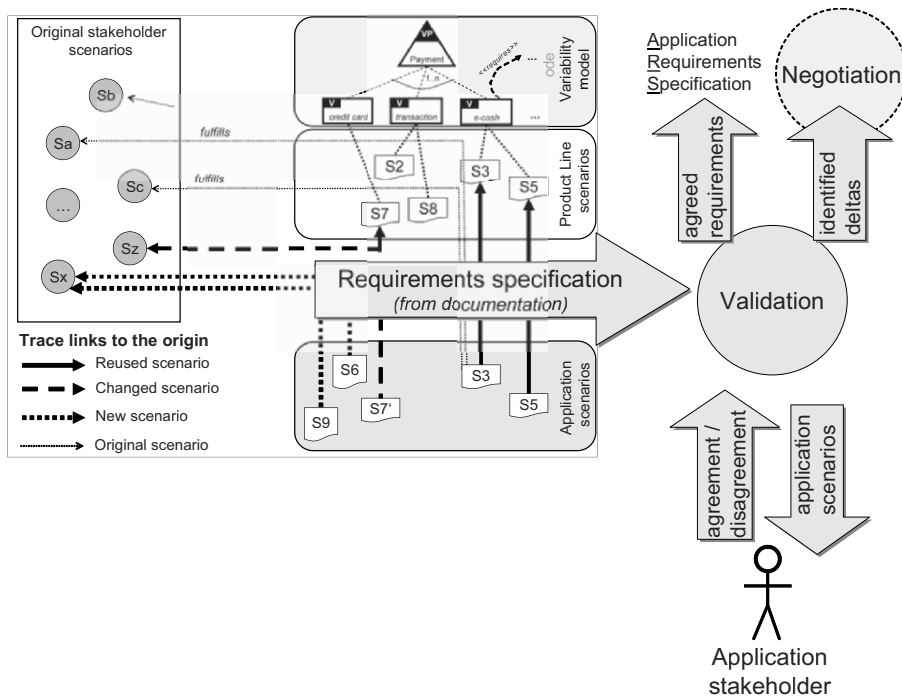 Original stakeholder
scenarios
Sb
Sa
Sc
...
Sz
Sx
fulfills
fulfills
VP
Payment
1..n
<<requires>>
...
ode
Variability
model
V
credit card
V
transaction
V
e-cash
...
S2
S3
S5
S7
S8
Product Line
scenarios
Requirements specification
(from documentation)
Trace links to the origin
Reused scenario
Changed scenario
New scenario
Original scenario
S6
S3
S9
S7‘
S5
Application
scenarios
Application
Requirements
Specification
Negotiation
agreed
requirements
identified
deltas
Validation
agreement /
disagreement
application
scenarios
Application
stakeholder